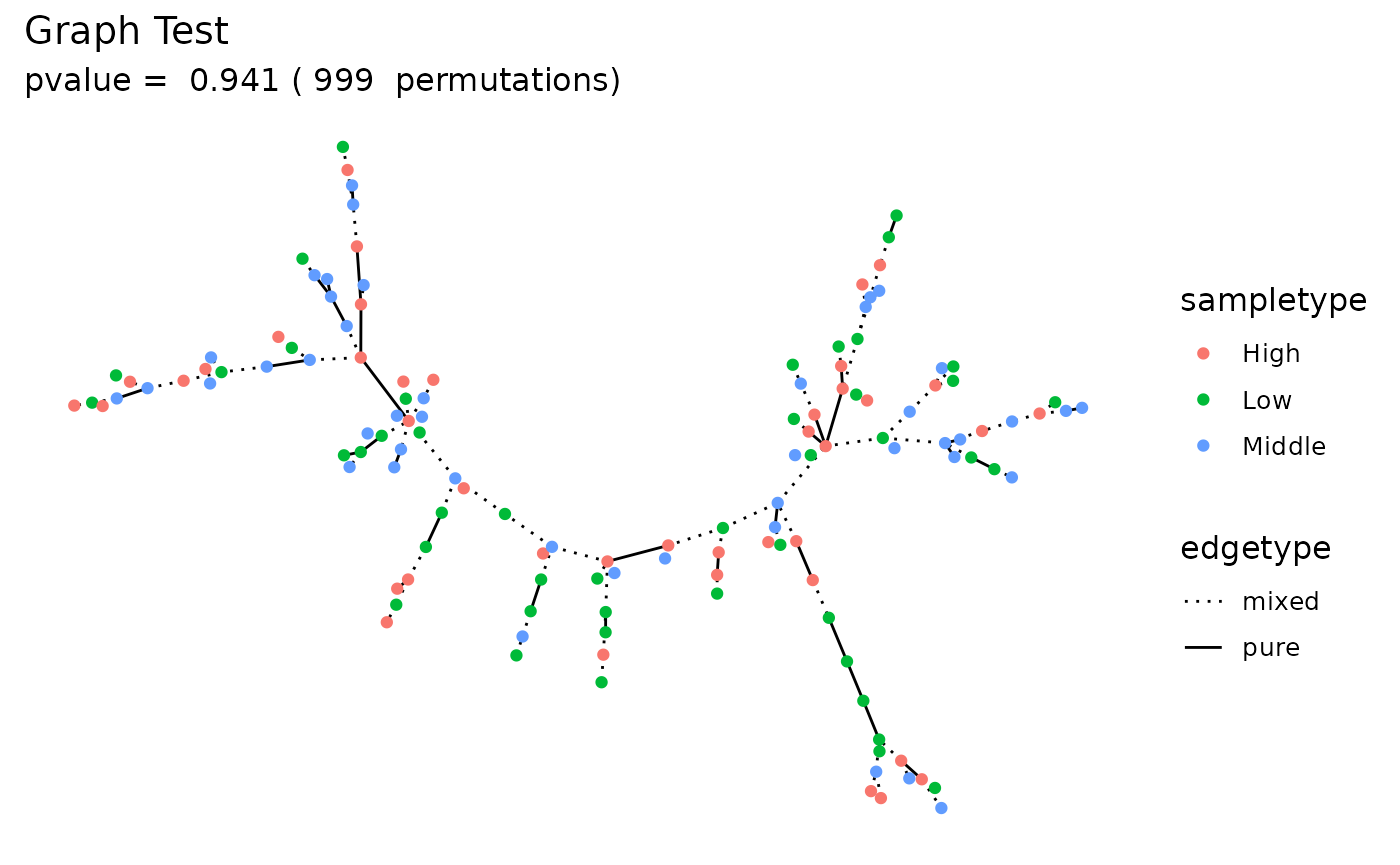 Graph Test
pvalue =  0.941 ( 999  permutations)
sampletype
High
Low
Middle
edgetype
mixed
pure